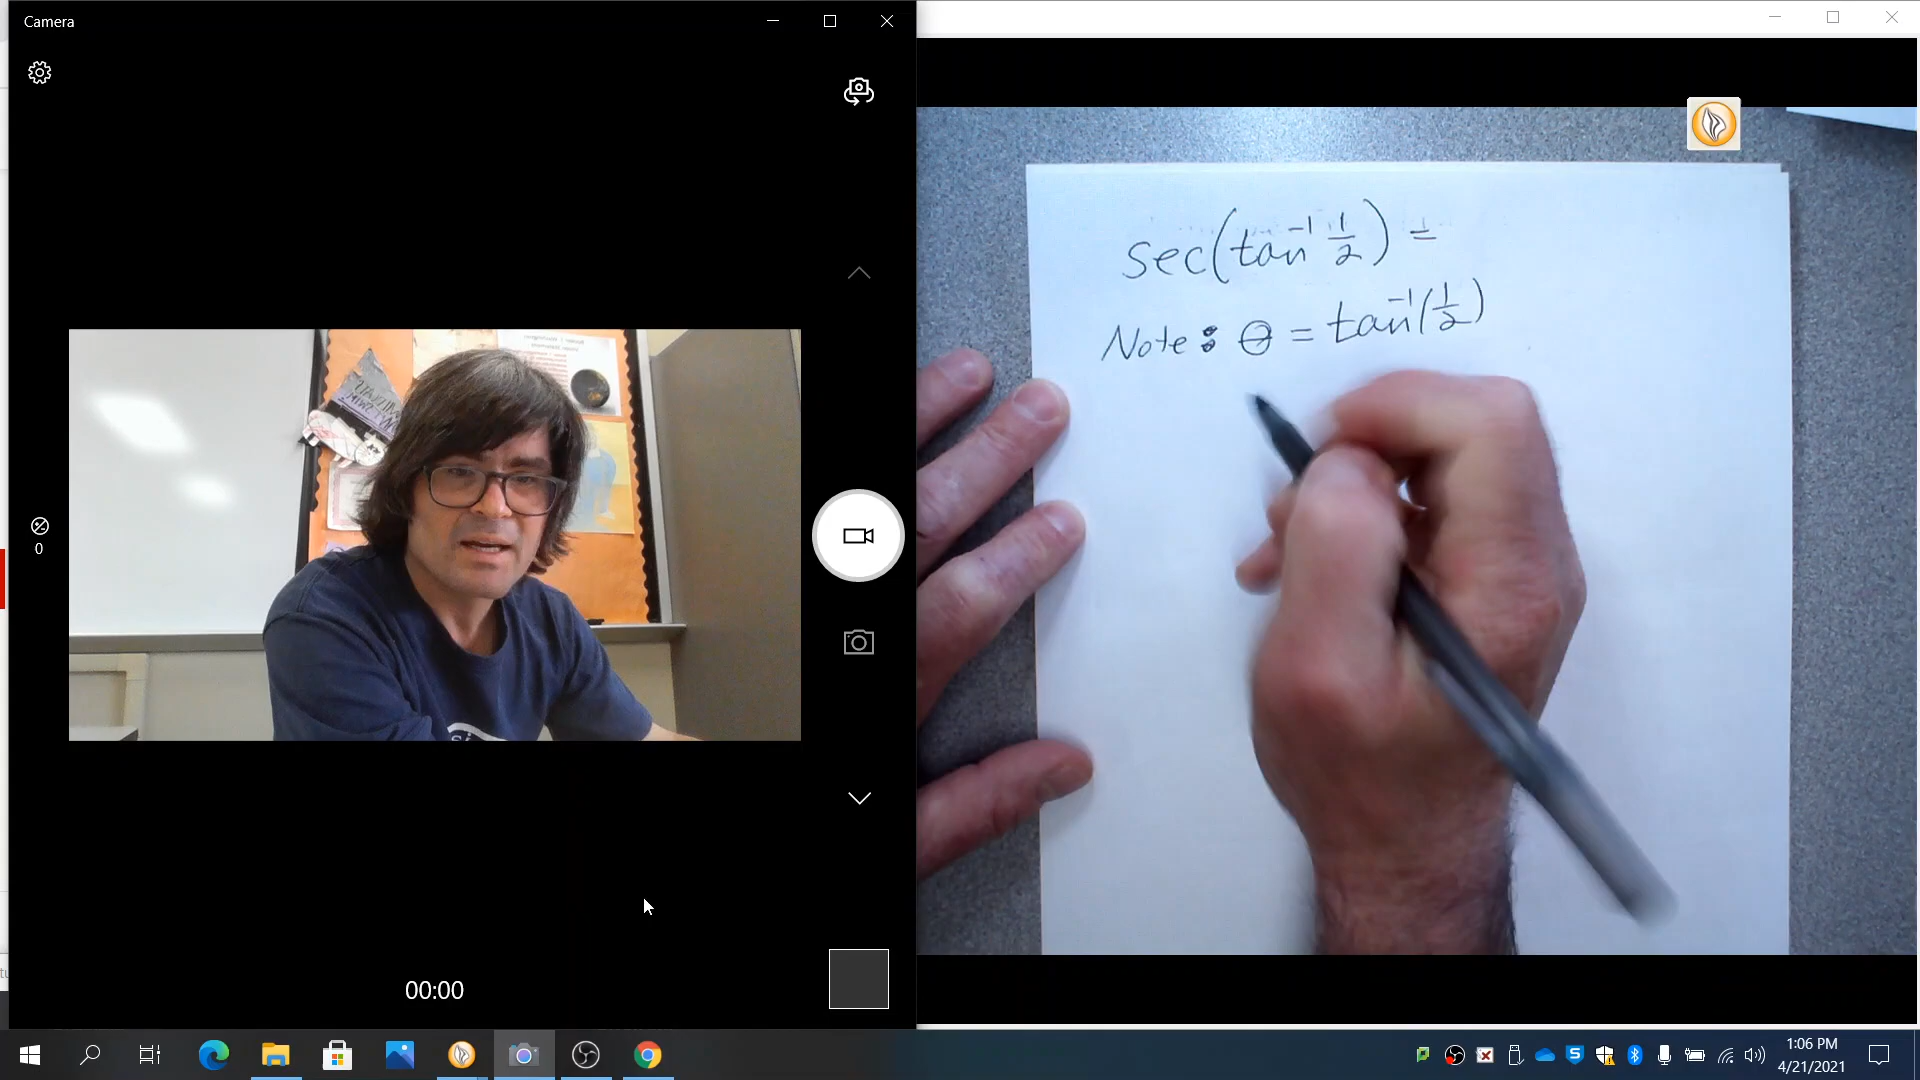 Camera
sec(tan⁻¹ 1/2) =
Note: θ = tan⁻¹(1/2)
0
00:00
1:06 PM
4/21/2021